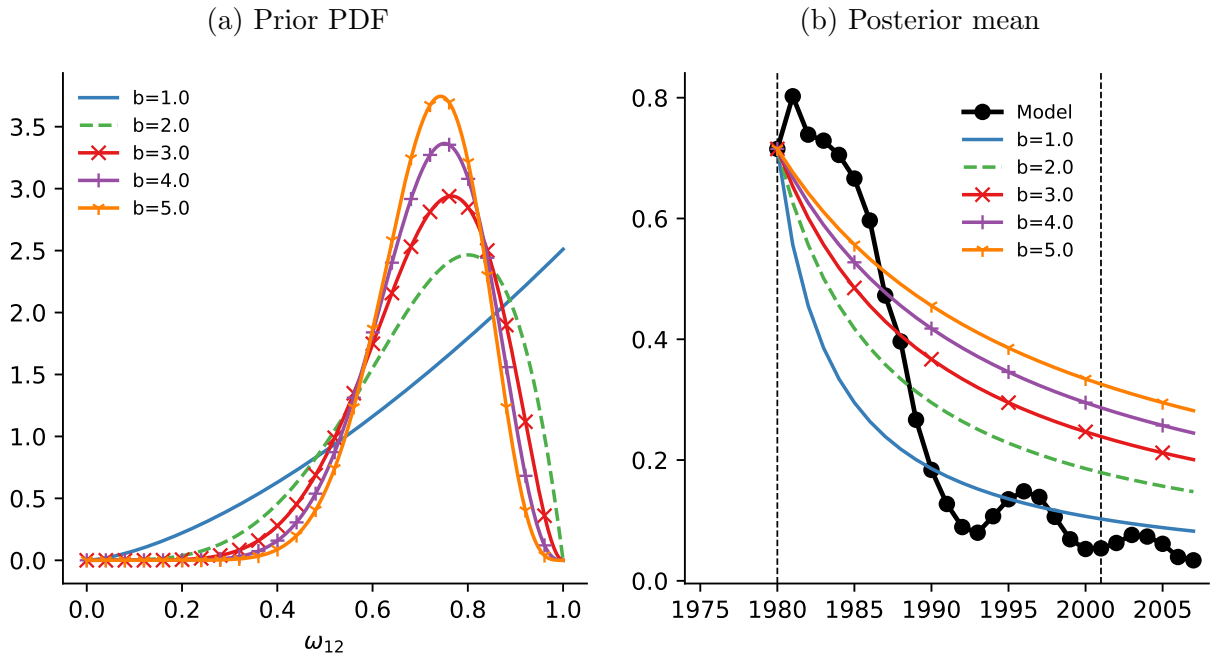 (a) Prior PDF
b=1.0
b=2.0
b=3.0
b=4.0
b=5.0
3.5
3.0
2.5
2.0
1.5
1.0
0.5
0.0
0.0 0.2 0.4 0.6 0.8 1.0
ω12
(b) Posterior mean
Model
b=1.0
b=2.0
b=3.0
b=4.0
b=5.0
0.8
0.6
0.4
0.2
0.0
1975 1980 1985 1990 1995 2000 2005